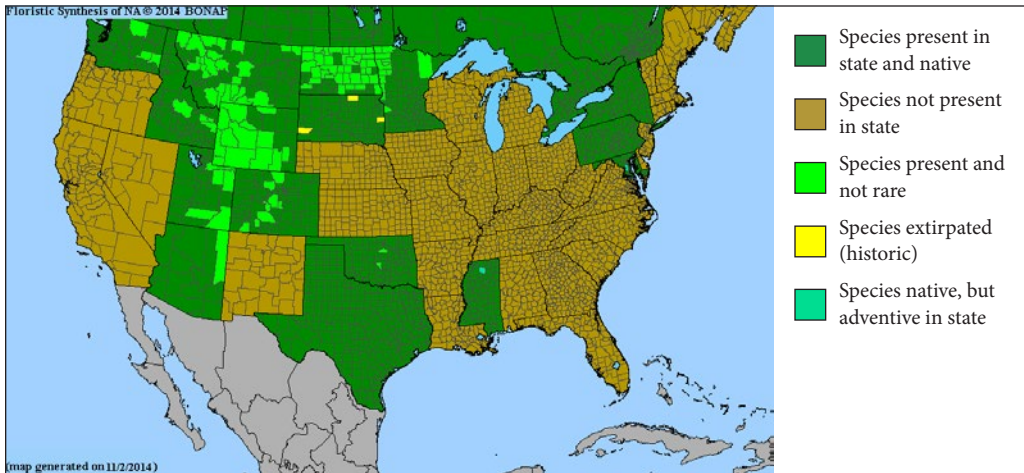 Floristic Synthesis of NA © 2014 BONAP
(map generated on 11/2/2014)
Species present in
state and native
Species not present
in state
Species present and
not rare
Species extirpated
(historic)
Species native, but
adventive in state